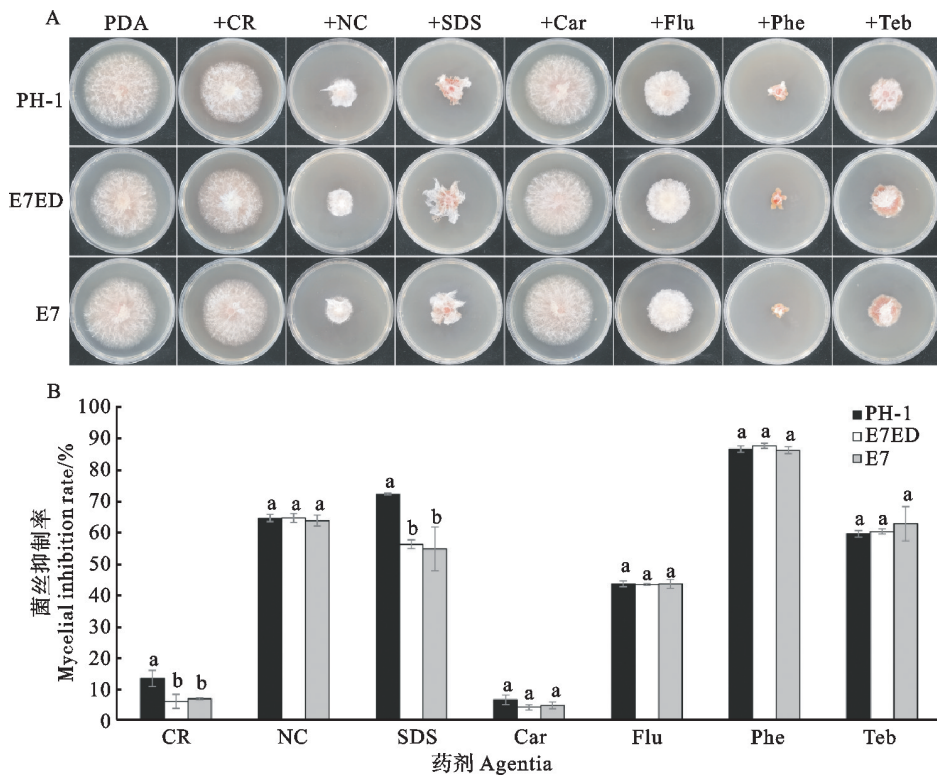 A
PDA +CR +NC +SDS +Car +Flu +Phe +Teb
PH-1
E7ED
E7
B
菌丝抑制率
Mycelial inhibition rate/%
100
90
80
70
60
50
40
30
20
10
0
PH-1
E7ED
E7
a b b
a a a
a b b
a a a
a a a
a a a
a a a
CR NC SDS Car Flu Phe Teb
药剂 Agentia